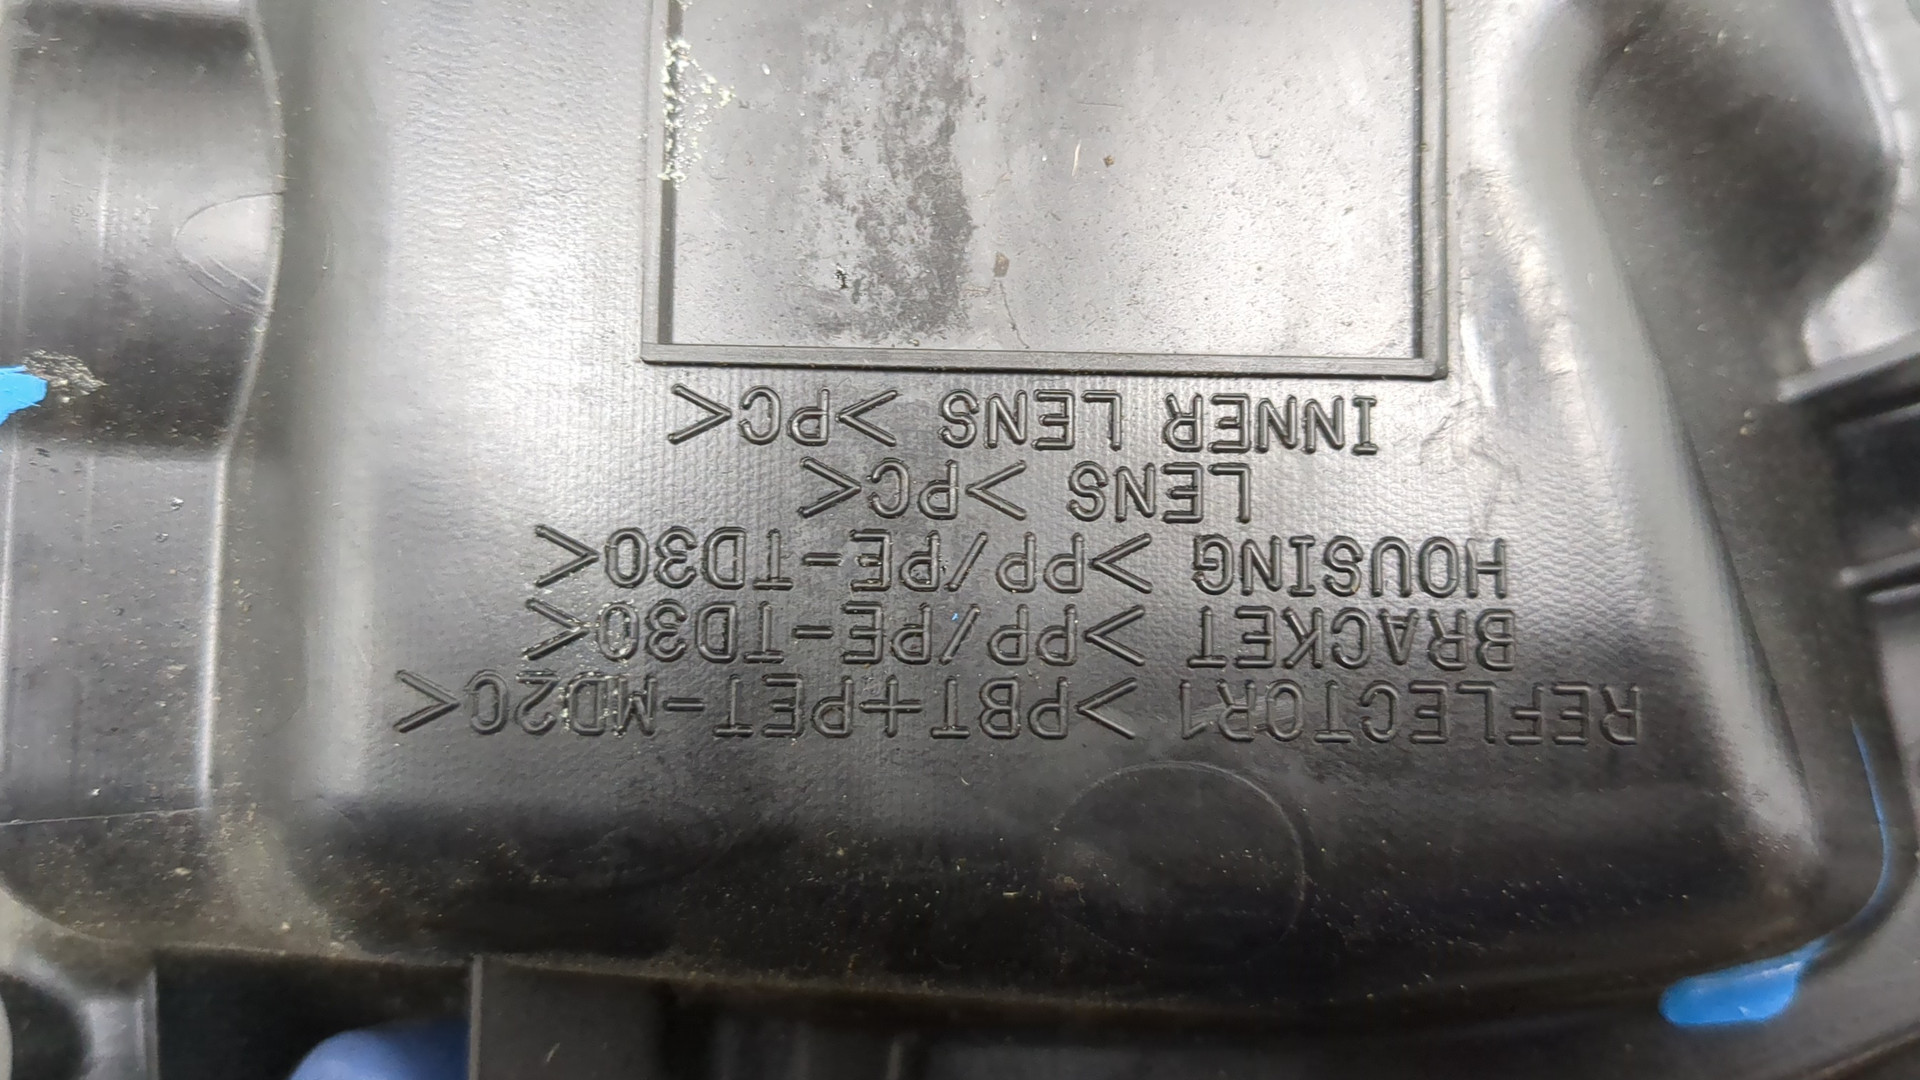 REFLECTOR1 >PBT+PET-MD20<
BRACKET >PP/PE-TD30<
HOUSING >PP/PE-TD30<
LENS >PC<
INNER LENS >PC<